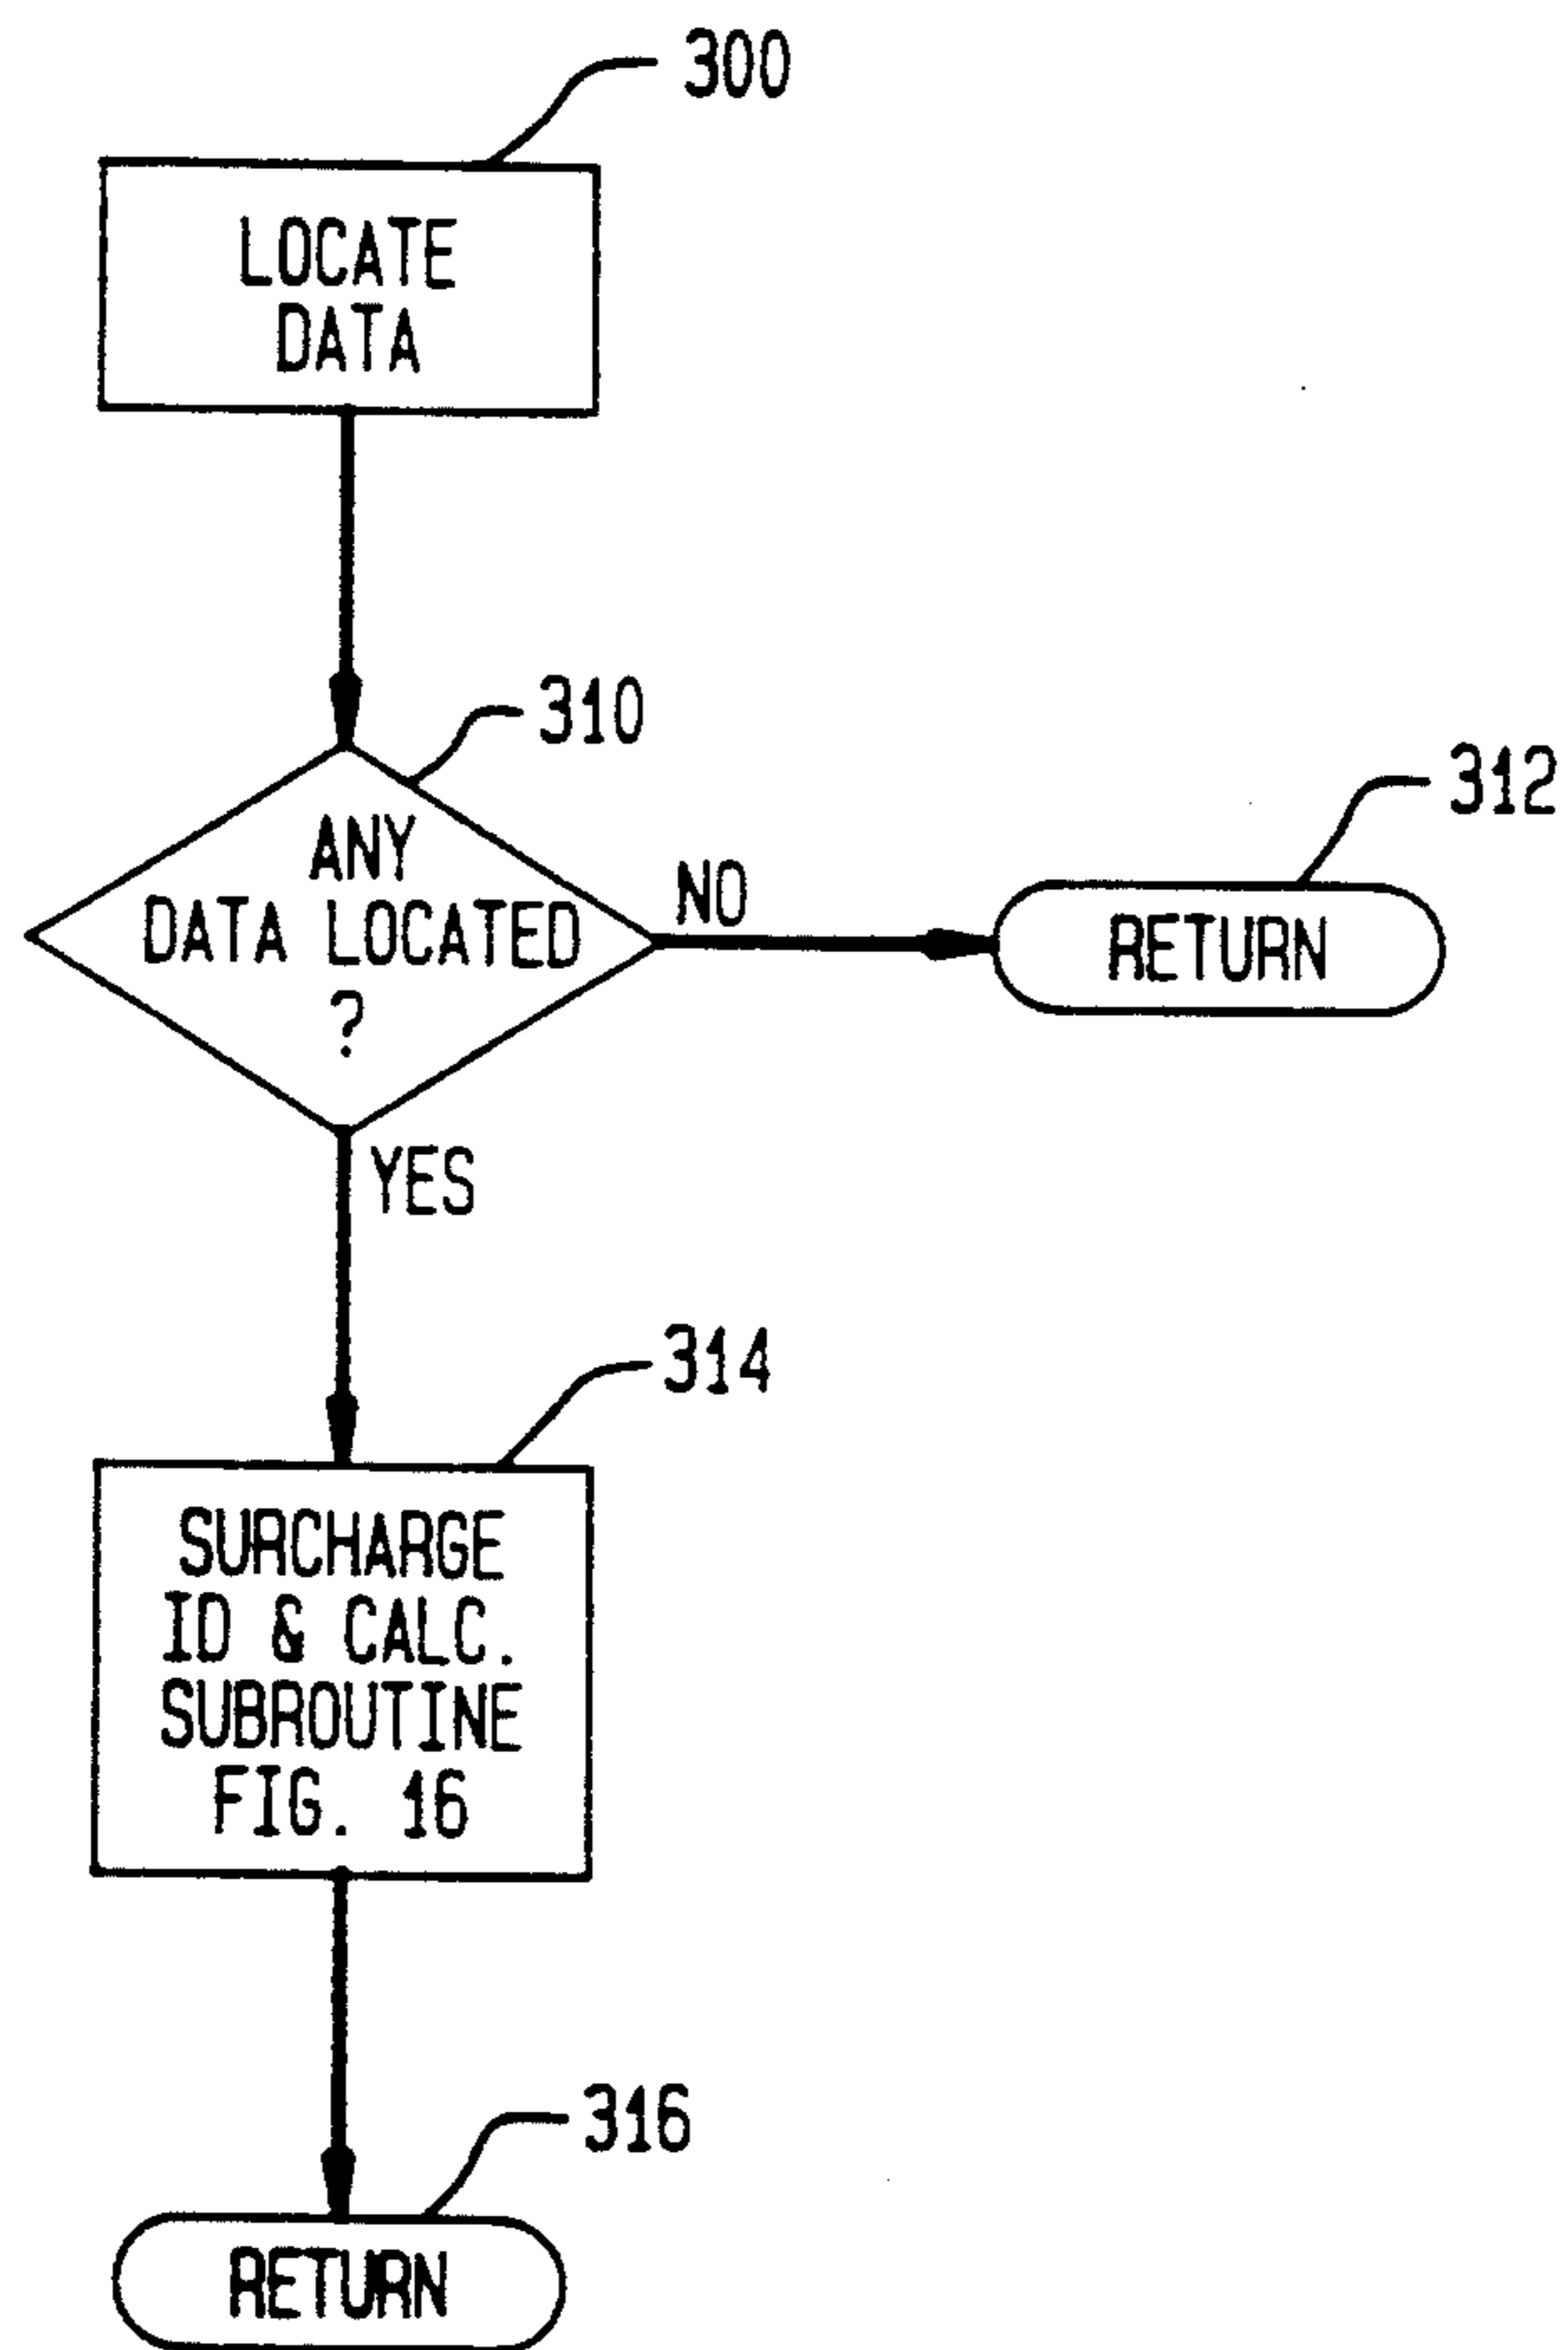 300
LOCATE
DATA
310
ANY
DATA LOCATED
?
NO
312
RETURN
YES
314
SURCHARGE
ID & CALC.
SUBROUTINE
FIG. 16
316
RETURN